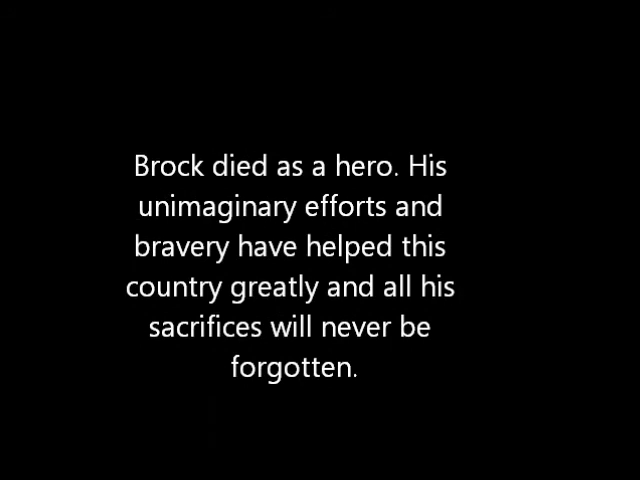 Brock died as a hero. His
unimaginary efforts and
bravery have helped this
country greatly and all his
sacrifices will never be
forgotten.